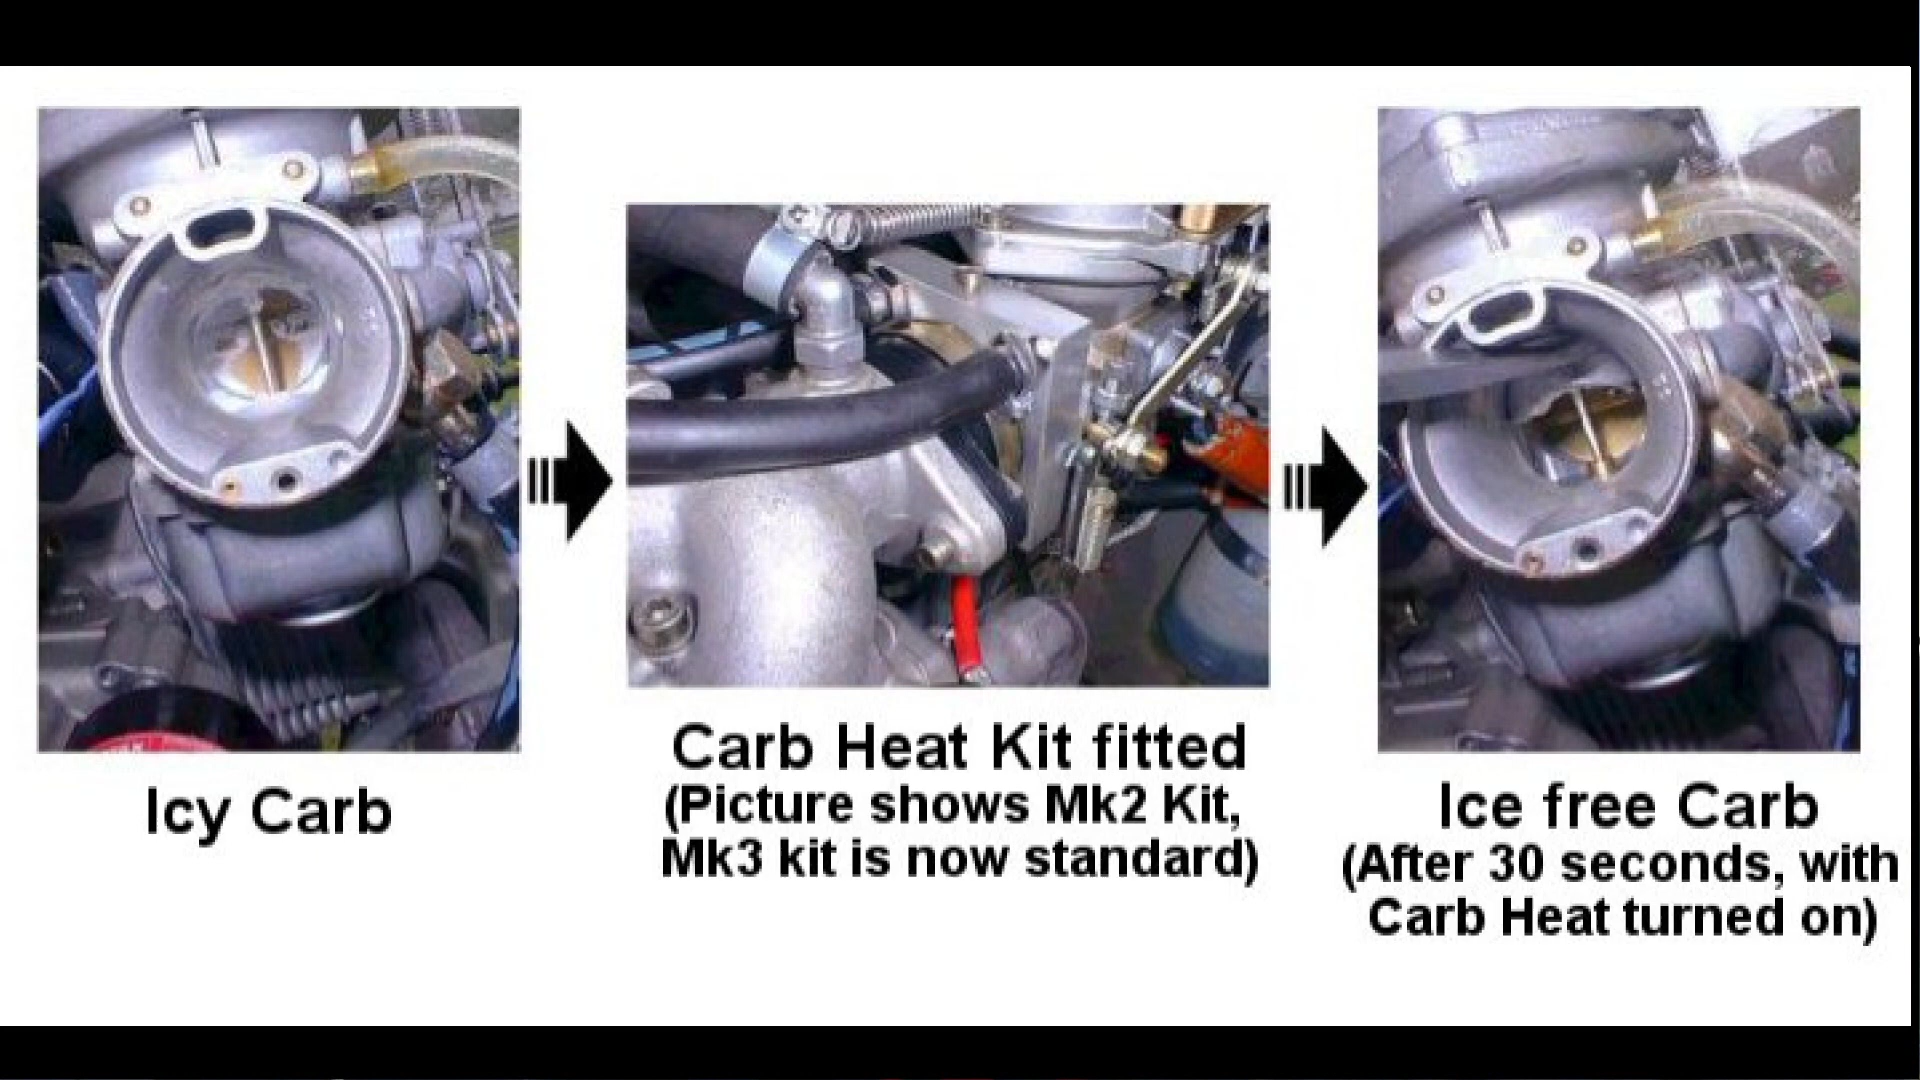 Icy Carb
Carb Heat Kit fitted
(Picture shows Mk2 Kit,
Mk3 kit is now standard)
Ice free Carb
(After 30 seconds, with
Carb Heat turned on)